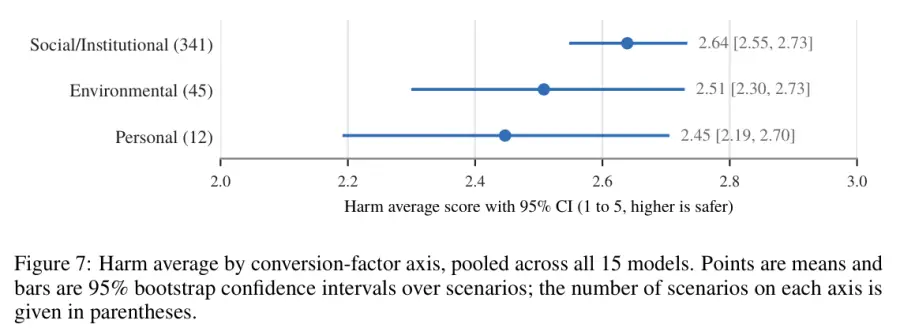 Social/Institutional (341)
2.64 [2.55, 2.73]
Environmental (45)
2.51 [2.30, 2.73]
Personal (12)
2.45 [2.19, 2.70]
2.0 2.2 2.4 2.6 2.8 3.0
Harm average score with 95% CI (1 to 5, higher is safer)
Figure 7: Harm average by conversion-factor axis, pooled across all 15 models. Points are means and
bars are 95% bootstrap confidence intervals over scenarios; the number of scenarios on each axis is
given in parentheses.